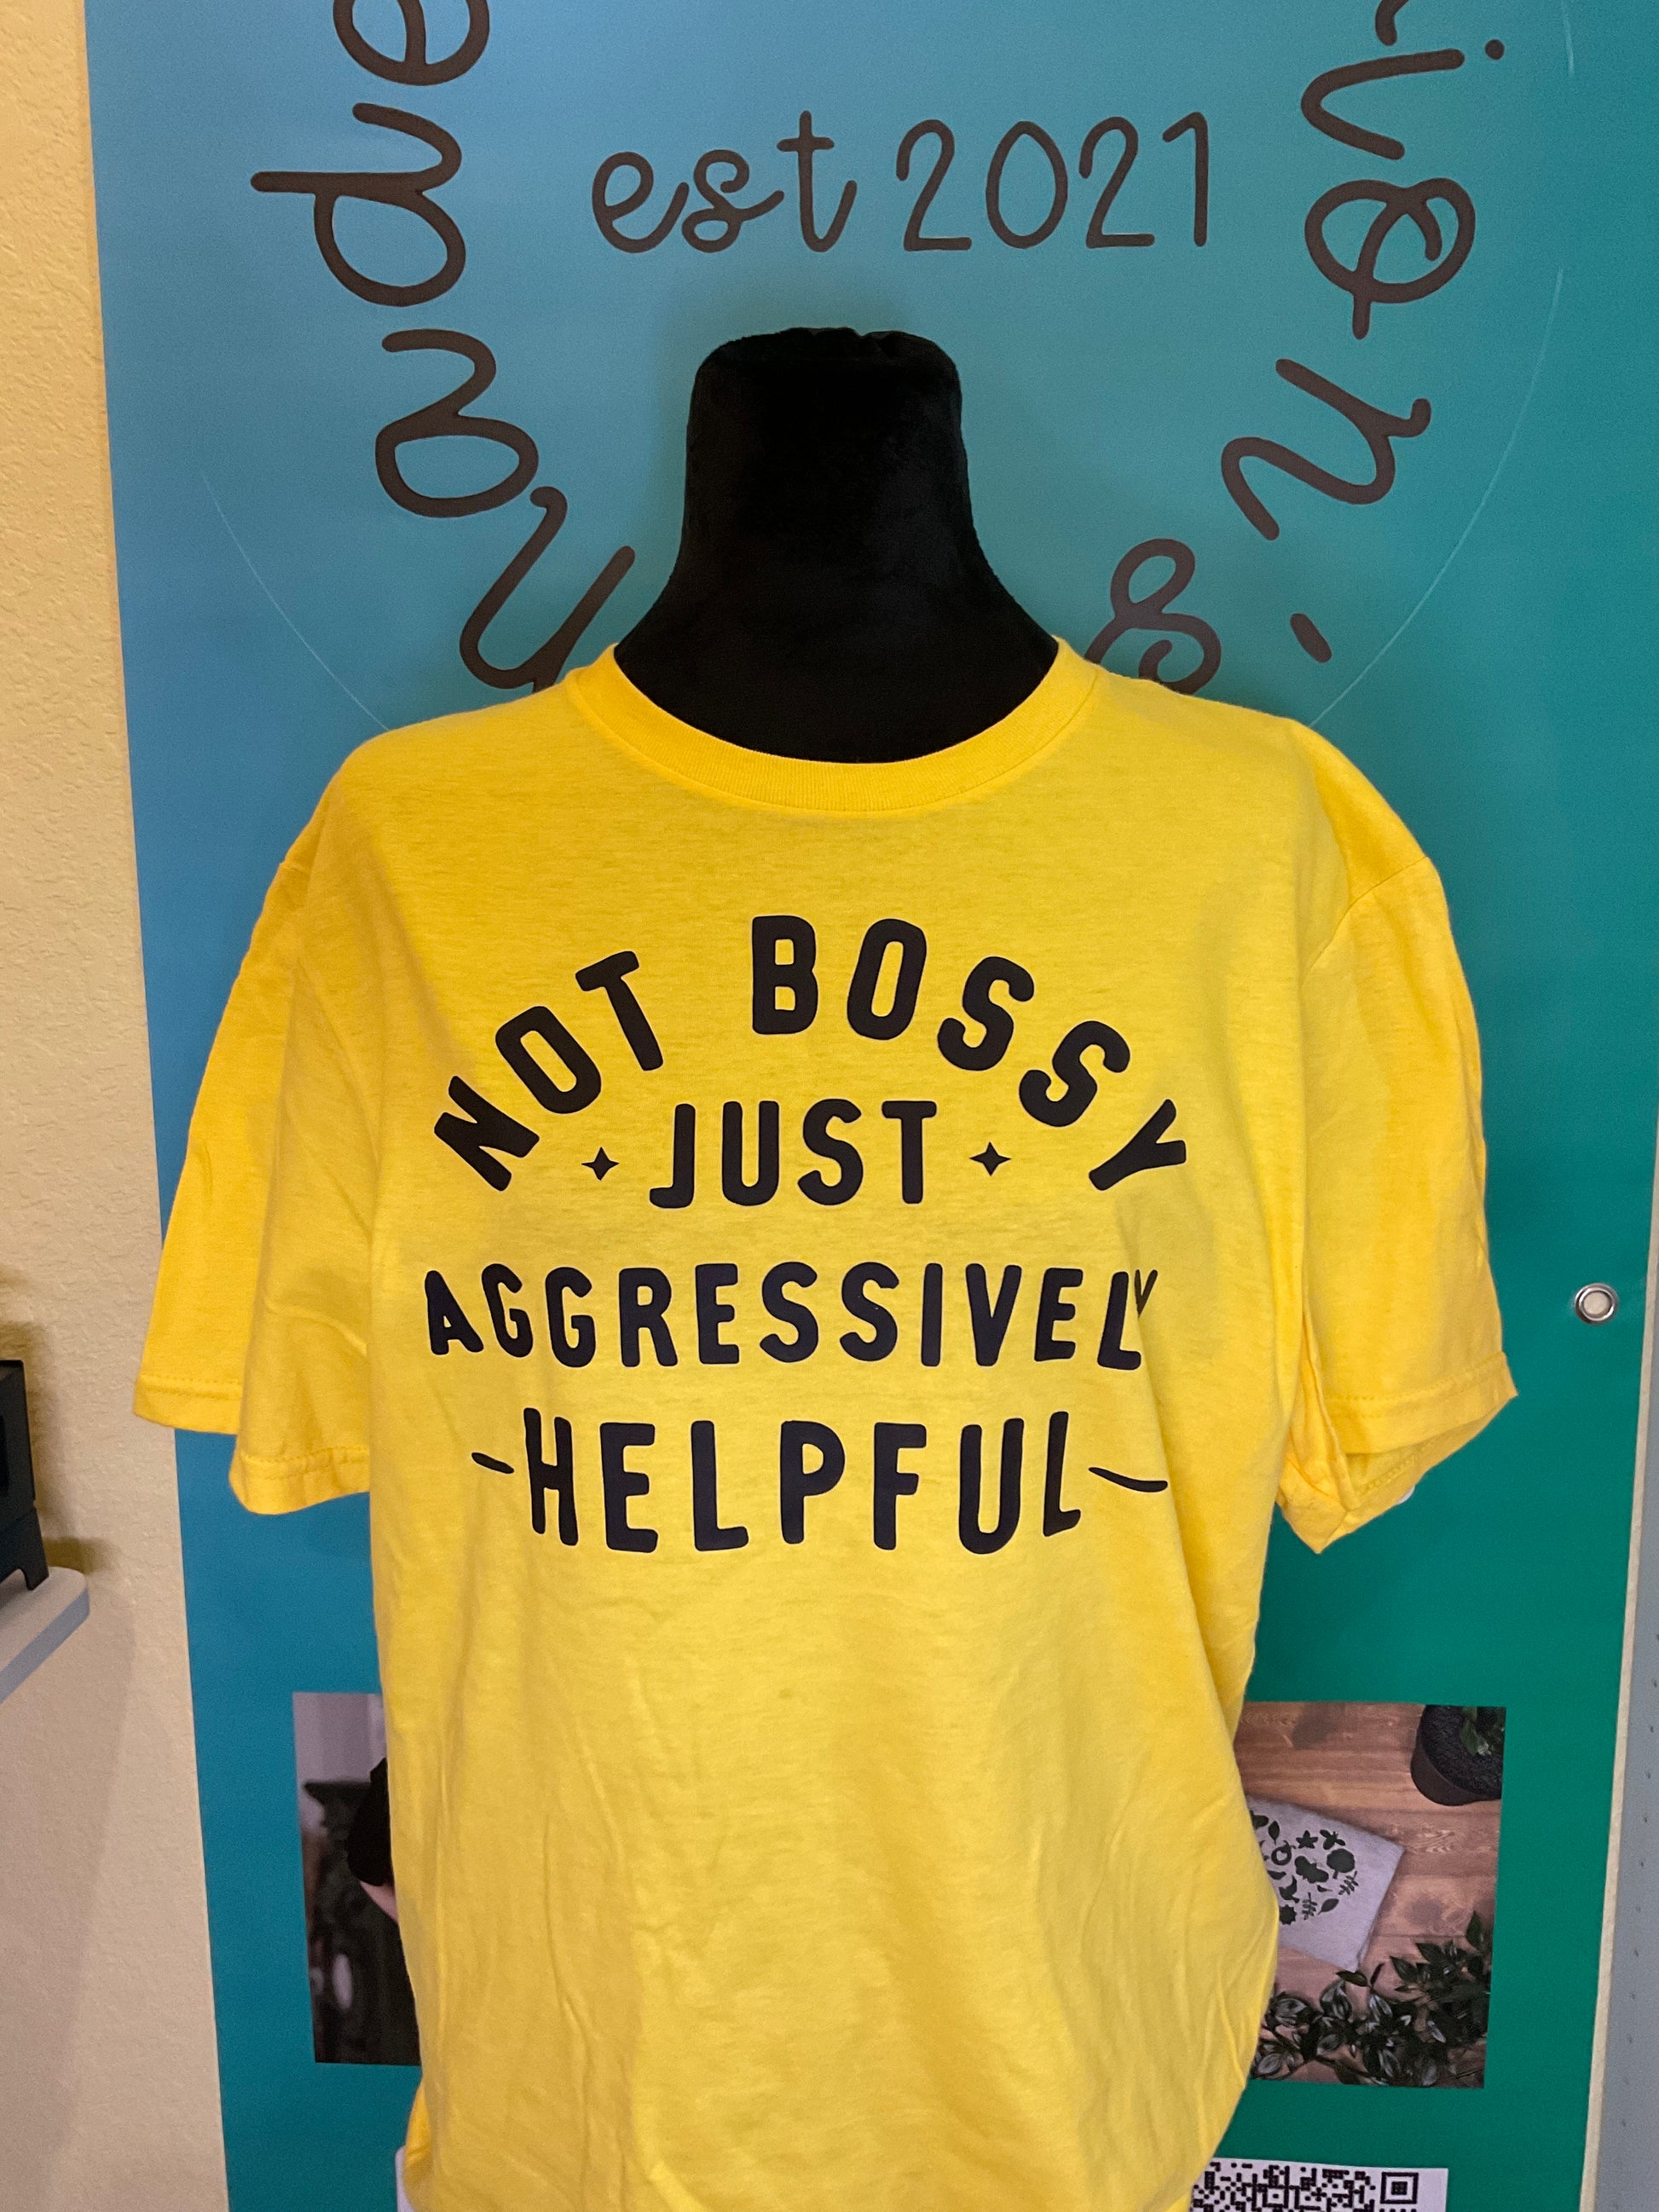 est 2021
NOT BOSSY
JUST
AGGRESSIVELY
-HELPFUL-